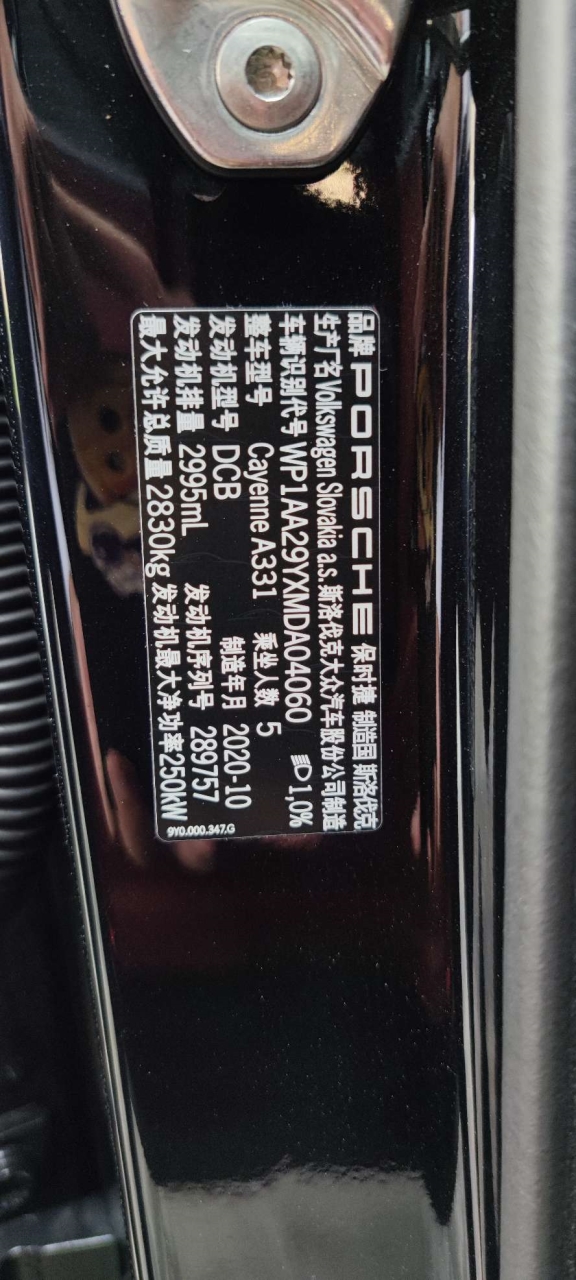 品牌 PORSCHE 保时捷 制造国 斯洛伐克
生产厂名 Volkswagen Slovakia a.s.斯洛伐克大众汽车股份公司制造
车辆识别代号 WP1AA29YXMDA04060 1,0%
整车型号 Cayenne A331 乘坐人数 5
发动机型号 DCB 制造年月 2020-10
发动机排量 2995mL 发动机序列号 289757
最大允许总质量 2830kg 发动机最大净功率 250kW
9Y0.000.347.G